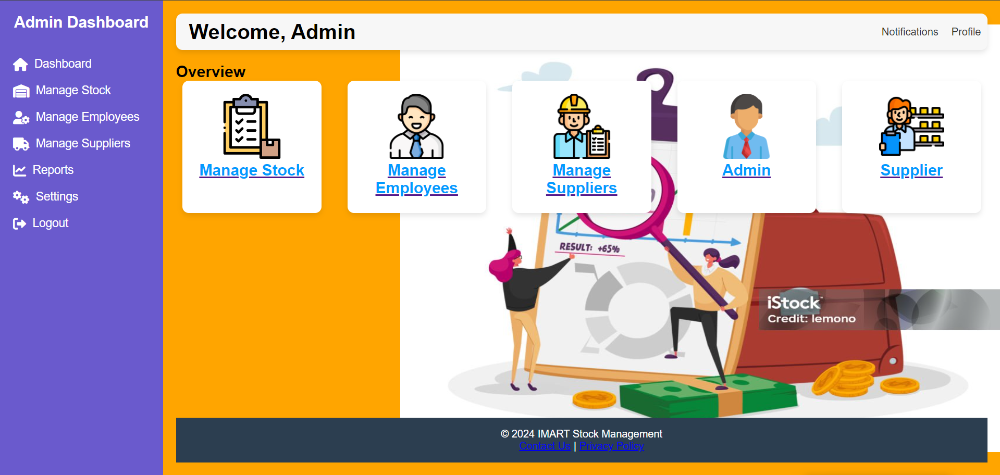 Admin Dashboard
Dashboard
Manage Stock
Manage Employees
Manage Suppliers
Reports
Settings
Logout
Welcome, Admin
Notifications
Profile
Overview
Manage Stock
Manage
Employees
Manage
Suppliers
Admin
Supplier
RESULT: +65%
iStock™
Credit: lemono
© 2024 IMART Stock Management
Contact Us | Privacy Policy